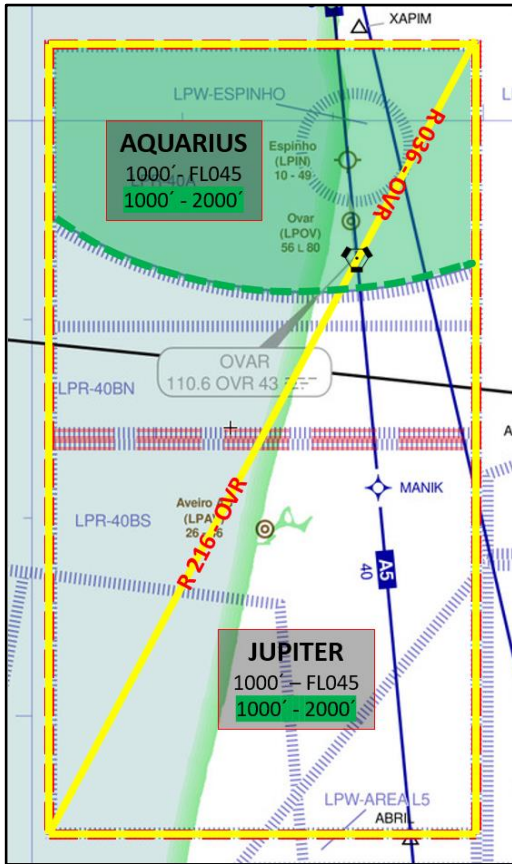 XAPIM
A5
LPW-ESPINHO
R 036 - OVR
AQUARIUS
1000´- FL045
1000´ - 2000´
Espinho
(LPIN)
10 - 49
Ovar
(LPOV)
56 L 80
OVAR
110.6 OVR 43
LPR-40BN
MANIK
Aveiro
LPR-40BS
R 216 - OVR
A5
40
JUPITER
1000´ – FL045
1000´ - 2000´
LPW-AREA L5
ABRIL